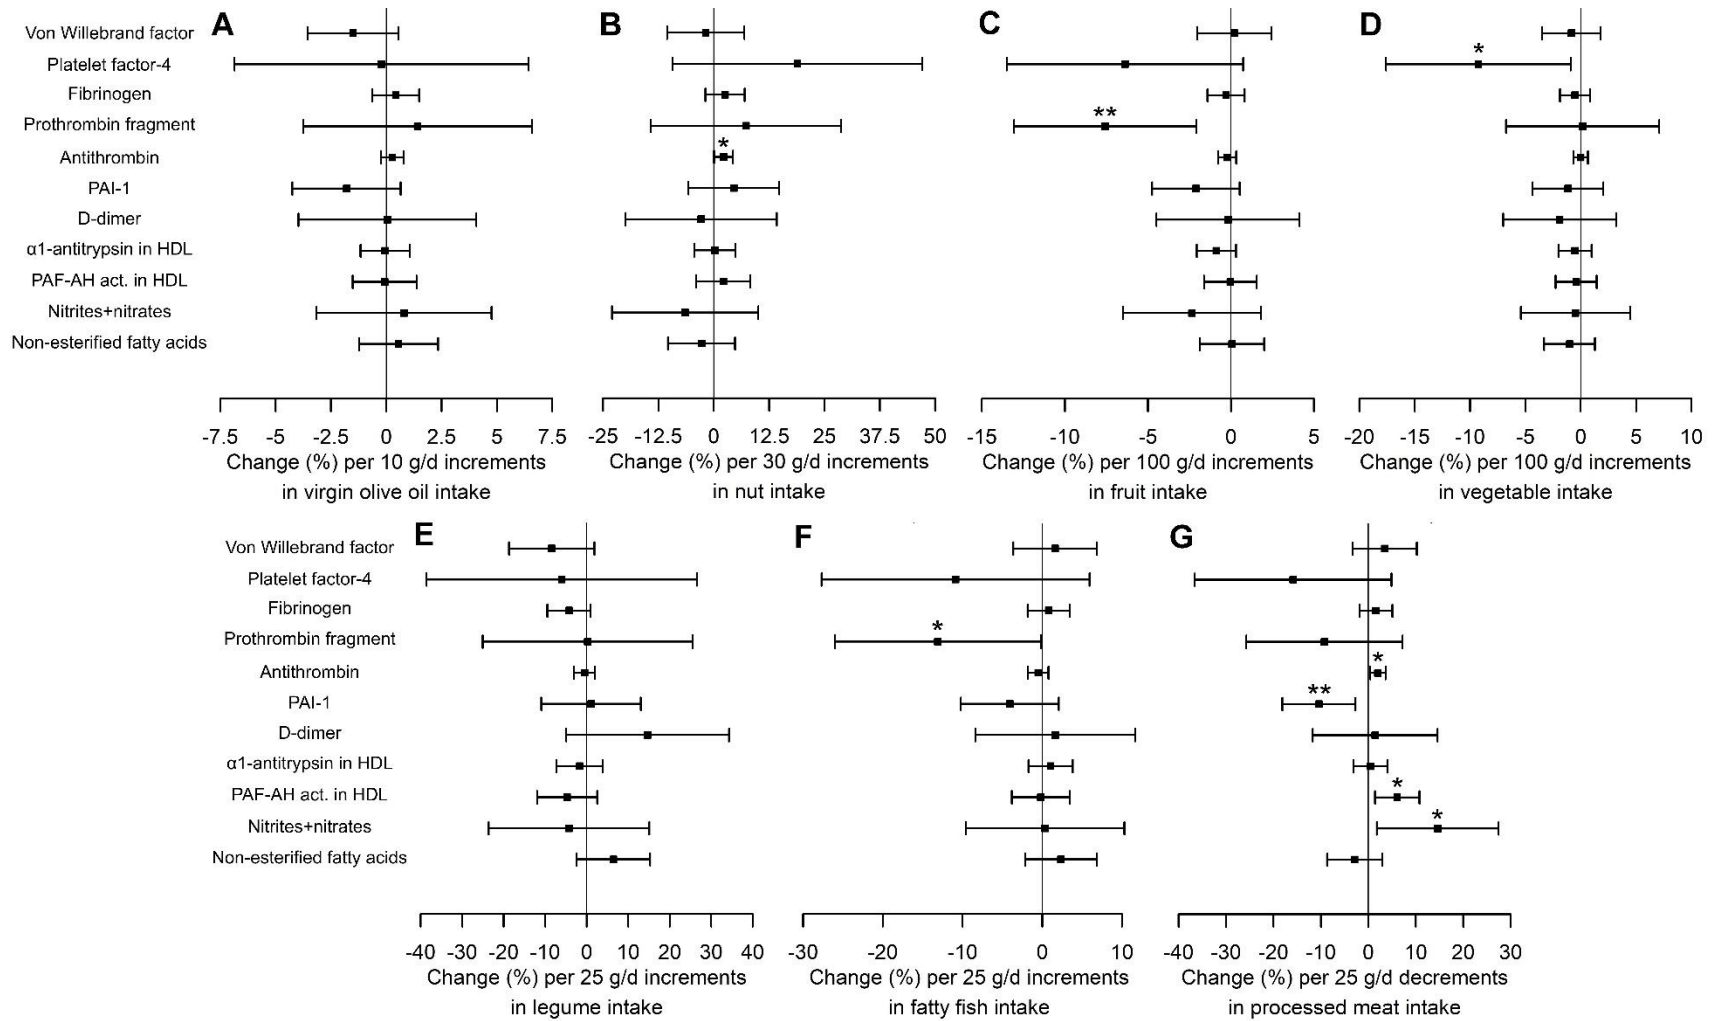 A
B
C
D
Von Willebrand factor
Platelet factor-4
*
Fibrinogen
Prothrombin fragment
**
Antithrombin
*
PAI-1
D-dimer
α1-antitrypsin in HDL
PAF-AH act. in HDL
Nitrites+nitrates
Non-esterified fatty acids
-7.5 -5 -2.5 0 2.5 5 7.5
-25 -12.5 0 12.5 25 37.5 50
-15 -10 -5 0 5
-20 -15 -10 -5 0 5 10
Change (%) per 10 g/d increments
in virgin olive oil intake
Change (%) per 30 g/d increments
in nut intake
Change (%) per 100 g/d increments
in fruit intake
Change (%) per 100 g/d increments
in vegetable intake
E
F
G
Von Willebrand factor
Platelet factor-4
Fibrinogen
Prothrombin fragment
*
Antithrombin
*
PAI-1
**
D-dimer
α1-antitrypsin in HDL
PAF-AH act. in HDL
*
Nitrites+nitrates
*
Non-esterified fatty acids
-40 -30 -20 -10 0 10 20 30 40
-30 -20 -10 0 10
-40 -30 -20 -10 0 10 20 30
Change (%) per 25 g/d increments
in legume intake
Change (%) per 25 g/d increments
in fatty fish intake
Change (%) per 25 g/d decrements
in processed meat intake